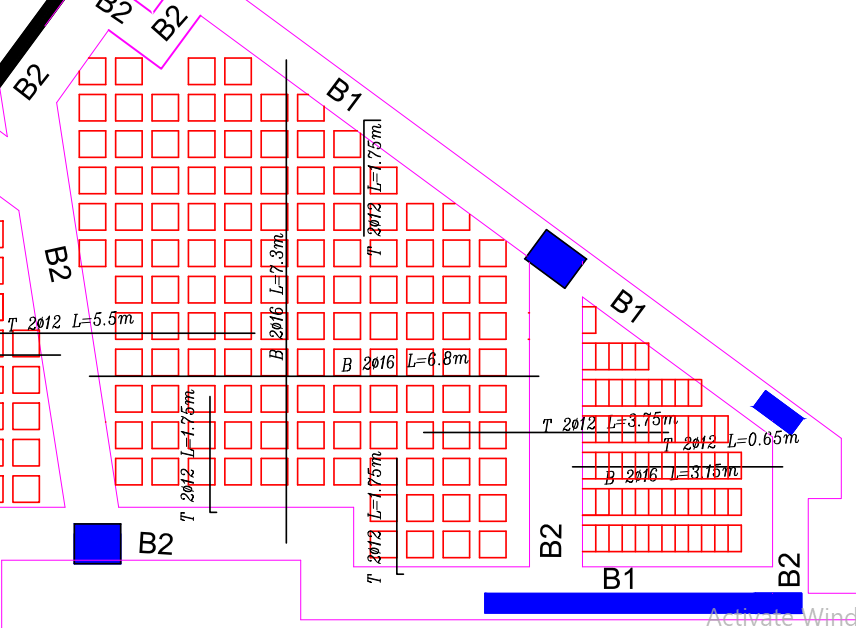 B2
B2
B2
B1
T 2Ø12 L=1.75m
B2
B 2Ø16 L=7.3m
T 2Ø12 L=5.5m
B1
B 2Ø16 L=6.8m
T 2Ø12 L=1.75m
T 2Ø12 L=3.75m
T 2Ø12 L=0.65m
B 2Ø16 L=3.15m
T 2Ø12 L=1.75m
B2
B2
B1
B2
Activate Wind